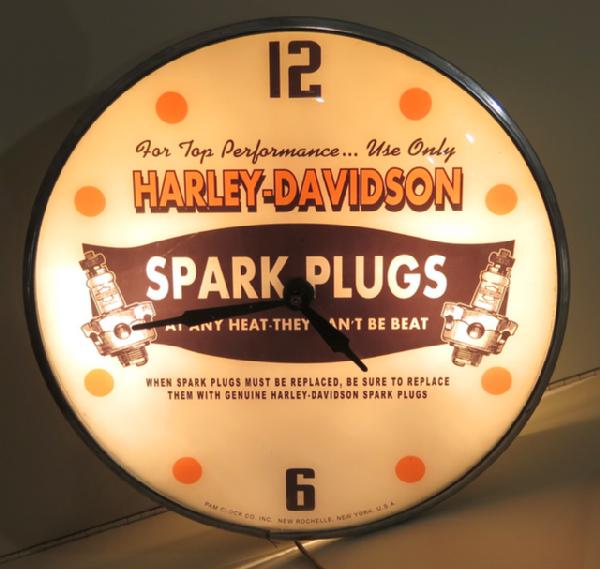 12
For Top Performance... Use Only
HARLEY-DAVIDSON
SPARK PLUGS
AT ANY HEAT-THEY CAN'T BE BEAT
WHEN SPARK PLUGS MUST BE REPLACED, BE SURE TO REPLACE
THEM WITH GENUINE HARLEY-DAVIDSON SPARK PLUGS
6
PAM CLOCK CO. INC. NEW ROCHELLE, NEW YORK, U.S.A.